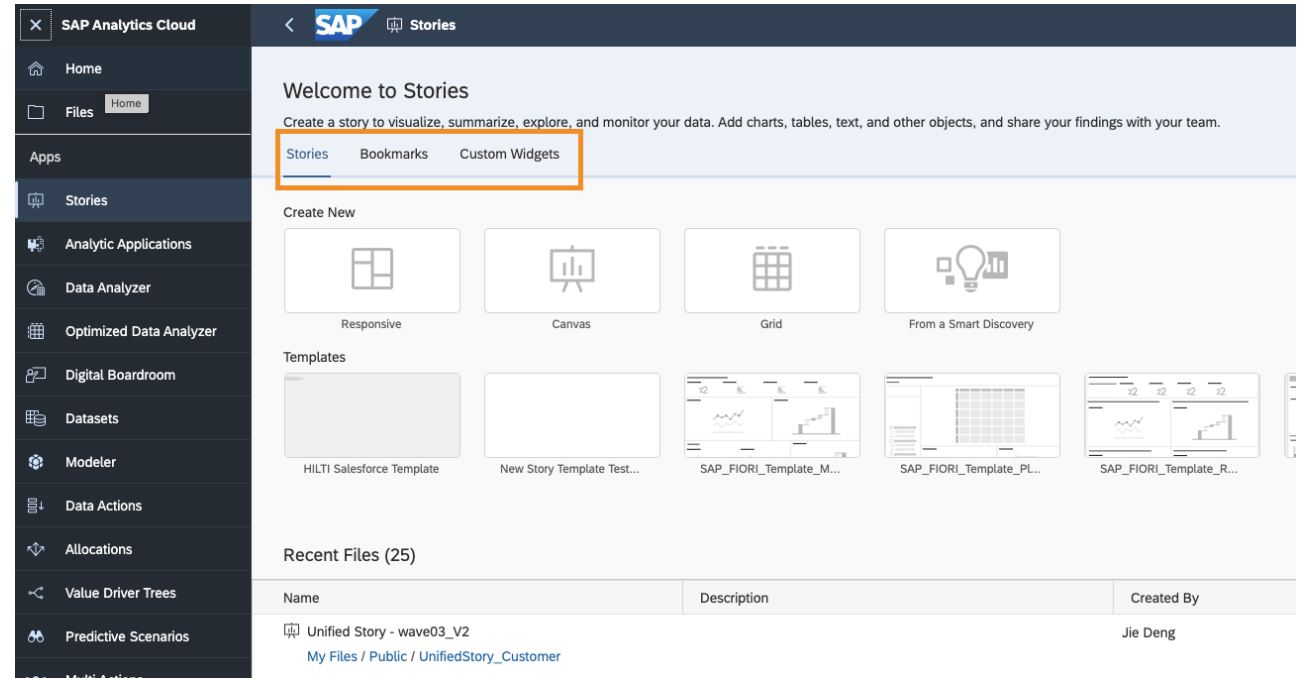 SAP Analytics Cloud
SAP Stories
Home
Files
Home
Apps
Stories
Analytic Applications
Data Analyzer
Optimized Data Analyzer
Digital Boardroom
Datasets
Modeler
Data Actions
Allocations
Value Driver Trees
Predictive Scenarios
Multi Actions
Welcome to Stories
Create a story to visualize, summarize, explore, and monitor your data. Add charts, tables, text, and other objects, and share your findings with your team.
Stories Bookmarks Custom Widgets
Create New
Responsive Canvas Grid From a Smart Discovery
Templates
HILTI Salesforce Template New Story Template Test... SAP_FIORI_Template_M... SAP_FIORI_Template_PL... SAP_FIORI_Template_R...
Recent Files (25)
Name Description Created By
Unified Story - wave03_V2 Jie Deng
My Files / Public / UnifiedStory_Customer